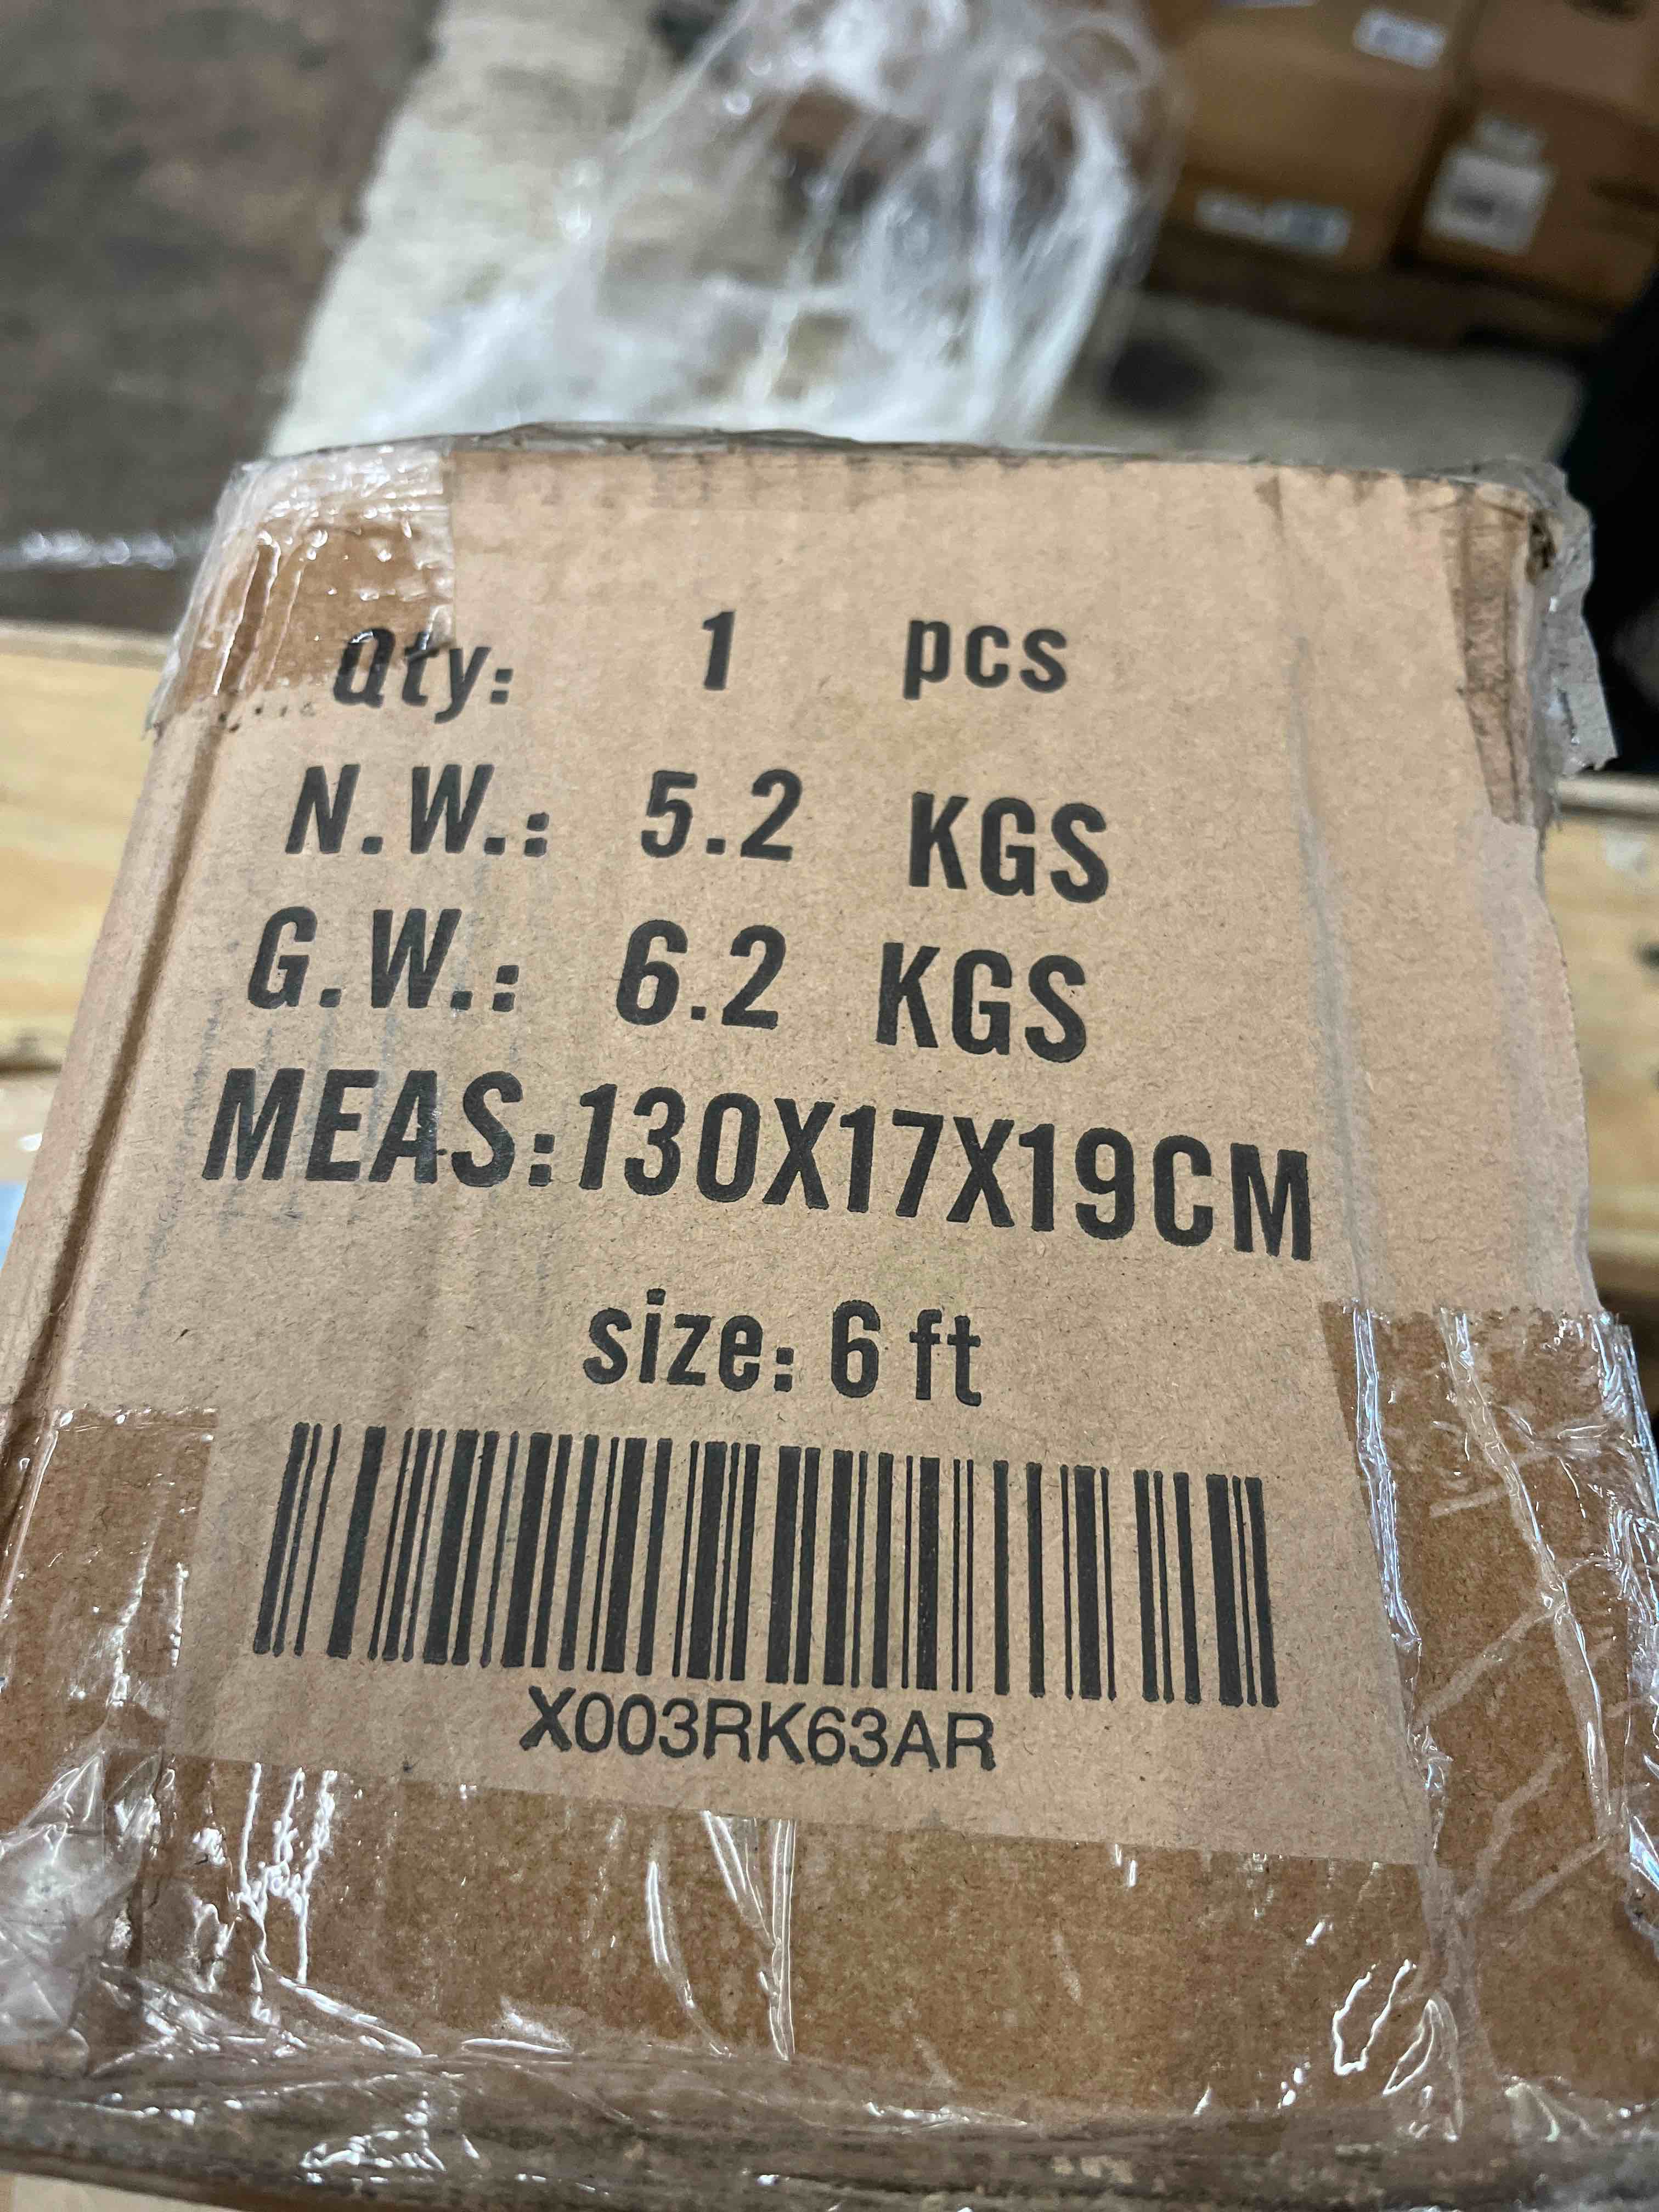 Qty: 1 pcs
N.W.: 5.2 KGS
G.W.: 6.2 KGS
MEAS:130X17X19CM
size: 6 ft
X003RK63AR